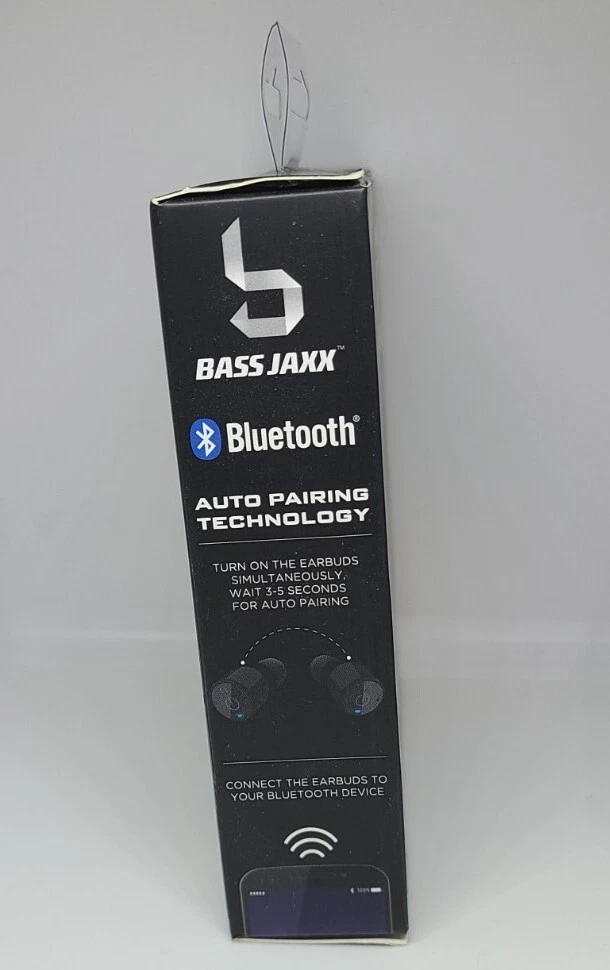 BASS JAXX™
Bluetooth®
AUTO PAIRING
TECHNOLOGY
TURN ON THE EARBUDS
SIMULTANEOUSLY,
WAIT 3-5 SECONDS
FOR AUTO PAIRING
CONNECT THE EARBUDS TO
YOUR BLUETOOTH DEVICE
100%